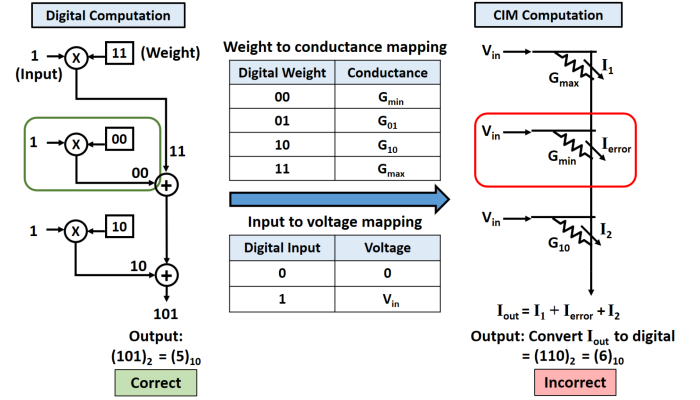 Digital Computation
1 (Input)
X
11
(Weight)
1
X
00
00
11
+
1
X
10
10
+
101
Output:
(101)₂ = (5)₁₀
Correct
Weight to conductance mapping
Digital Weight Conductance
00 Gmin
01 G01
10 G10
11 Gmax
Input to voltage mapping
Digital Input Voltage
0 0
1 Vin
CIM Computation
Vin
I1
Gmax
Vin
Ierror
Gmin
Vin
I2
G10
Iout = I1 + Ierror + I2
Output: Convert Iout to digital
= (110)₂ = (6)₁₀
Incorrect